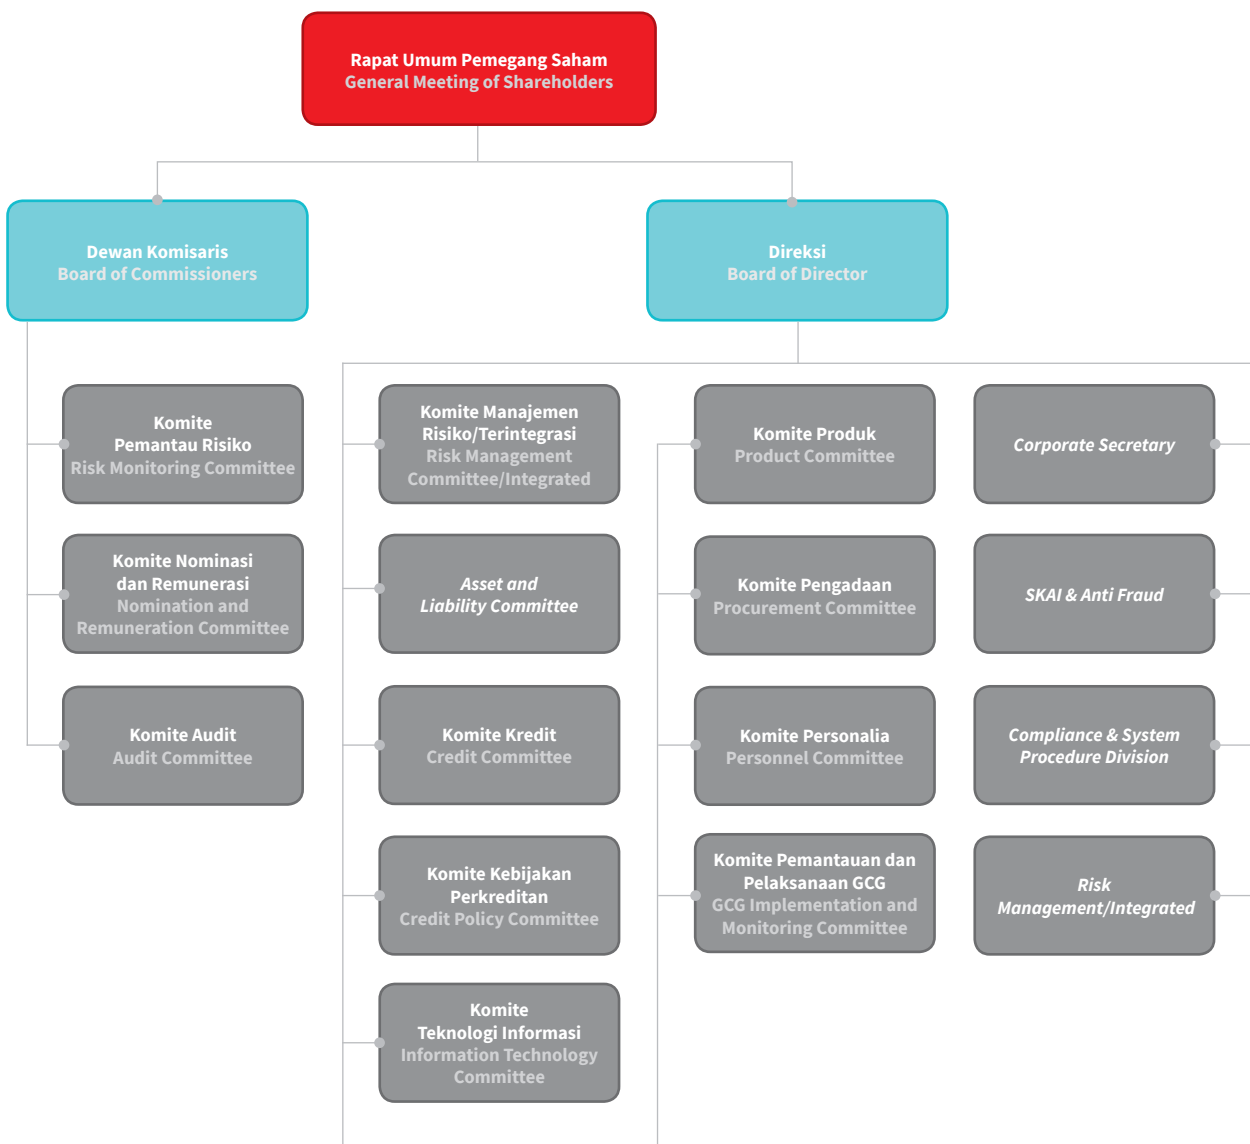 Rapat Umum Pemegang Saham
General Meeting of Shareholders
Dewan Komisaris
Board of Commissioners
Direksi
Board of Director
Komite
Pemantau Risiko
Risk Monitoring Committee
Komite Nominasi
dan Remunerasi
Nomination and
Remuneration Committee
Komite Audit
Audit Committee
Komite Manajemen
Risiko/Terintegrasi
Risk Management
Committee/Integrated
Asset and
Liability Committee
Komite Kredit
Credit Committee
Komite Kebijakan
Perkreditan
Credit Policy Committee
Komite
Teknologi Informasi
Information Technology
Committee
Komite Produk
Product Committee
Komite Pengadaan
Procurement Committee
Komite Personalia
Personnel Committee
Komite Pemantauan dan
Pelaksanaan GCG
GCG Implementation and
Monitoring Committee
Corporate Secretary
SKAI & Anti Fraud
Compliance & System
Procedure Division
Risk
Management/Integrated